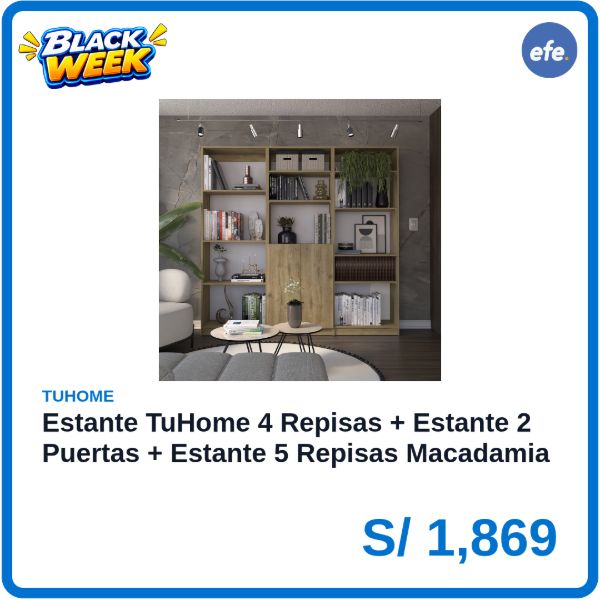 BLACK
WEEK
efe.
TUHOME
Estante TuHome 4 Repisas + Estante 2
Puertas + Estante 5 Repisas Macadamia
S/ 1,869